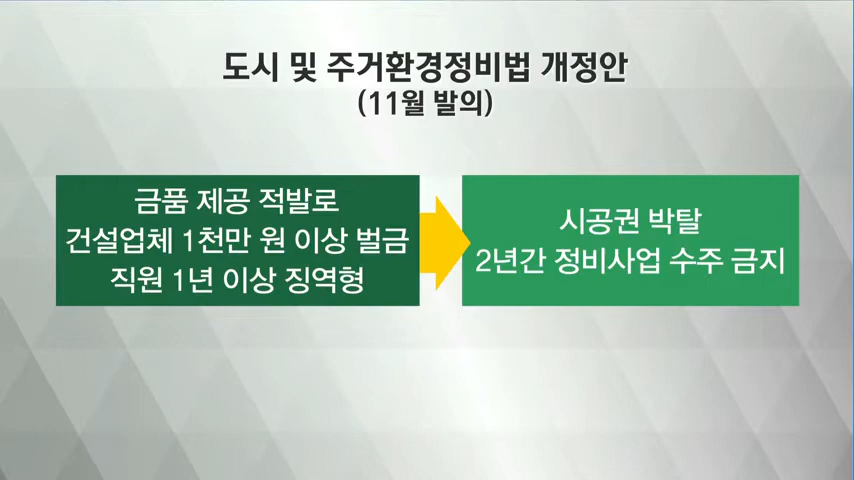 도시 및 주거환경정비법 개정안
(11월 발의)
금품 제공 적발로
건설업체 1천만 원 이상 벌금
직원 1년 이상 징역형
시공권 박탈
2년간 정비사업 수주 금지